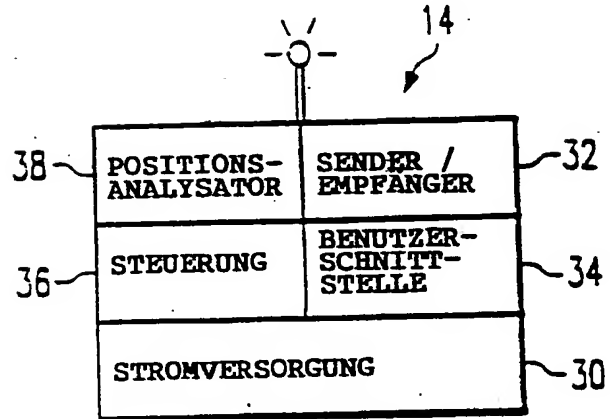 14
38
POSITIONS-
ANALYSATOR
SENDER /
EMPFÄNGER
32
36
STEUERUNG
BENUTZER-
SCHNITT-
STELLE
34
STROMVERSORGUNG
30